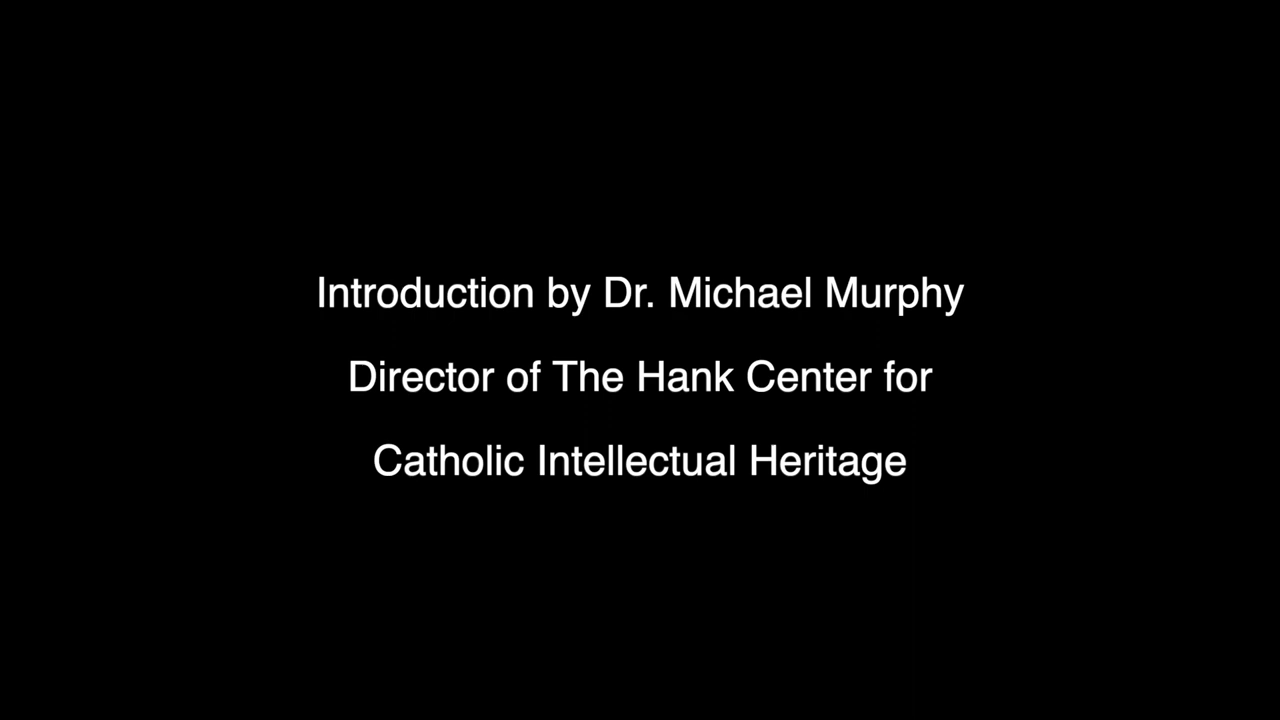 Introduction by Dr. Michael Murphy
Director of The Hank Center for
Catholic Intellectual Heritage